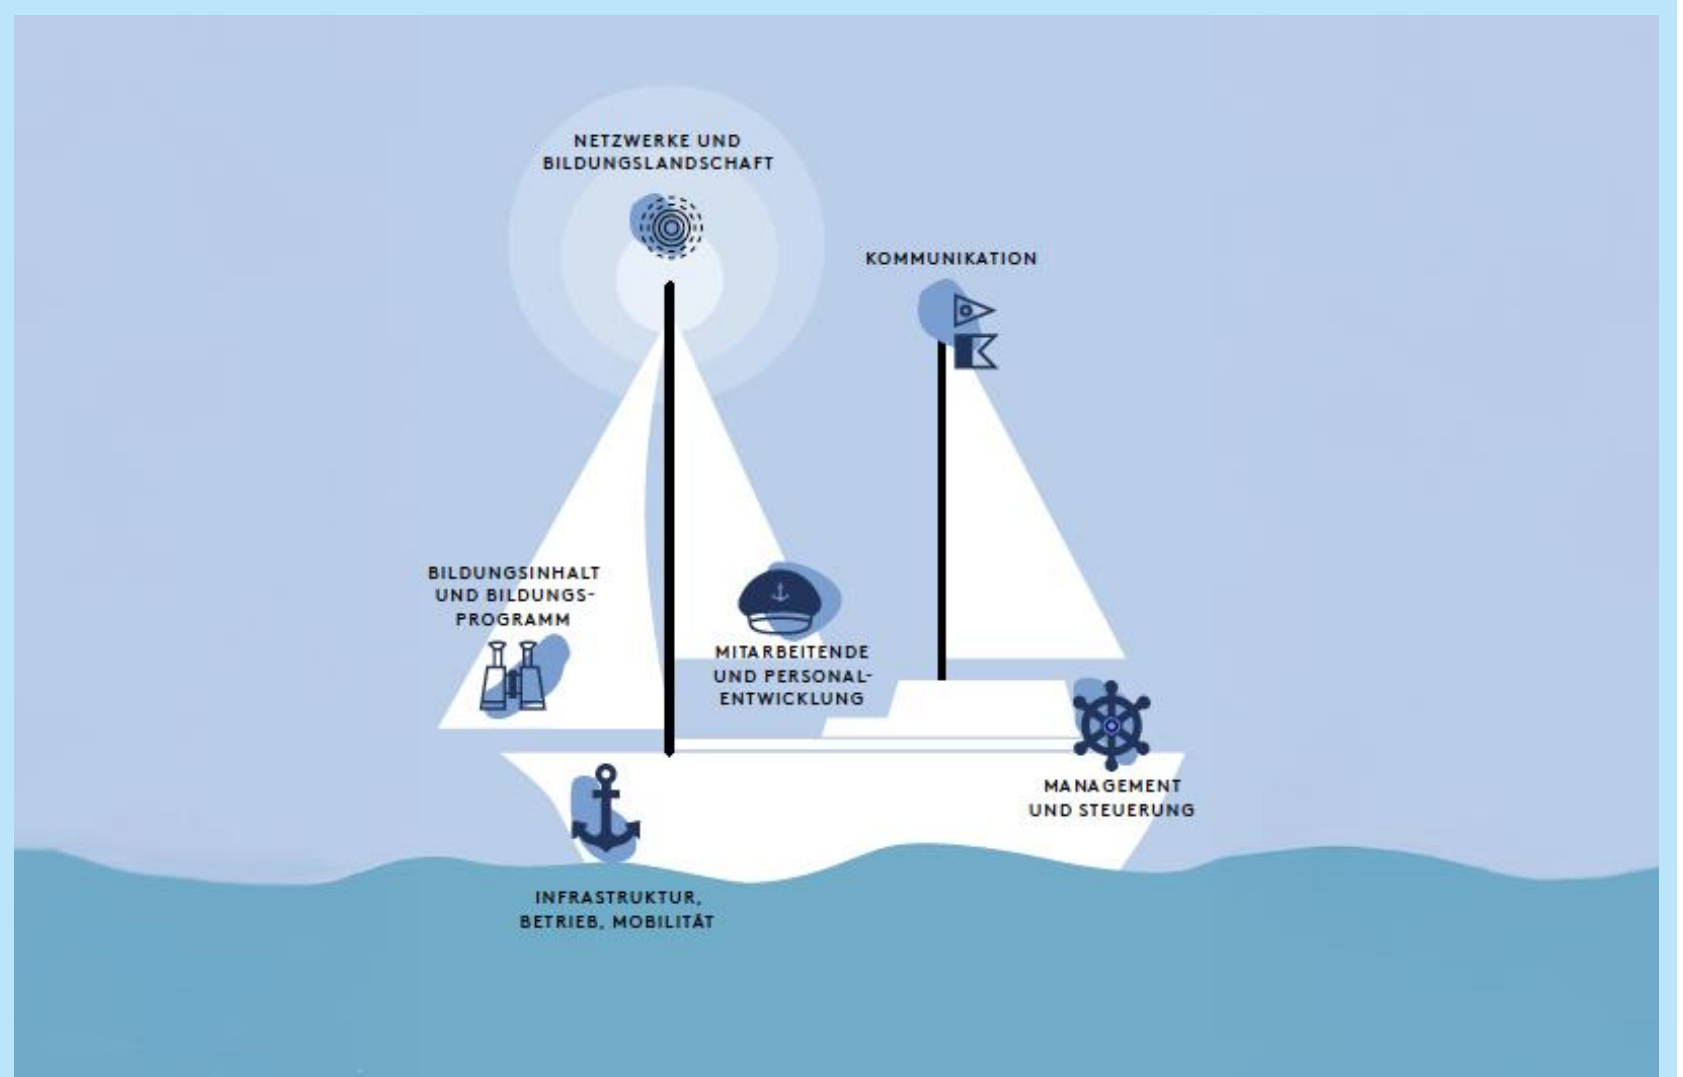 NETZWERKE UND
BILDUNGSLANDSCHAFT
KOMMUNIKATION
BILDUNGSINHALT
UND BILDUNGS-
PROGRAMM
MITARBEITENDE
UND PERSONAL-
ENTWICKLUNG
MANAGEMENT
UND STEUERUNG
INFRASTRUKTUR,
BETRIEB, MOBILITÄT